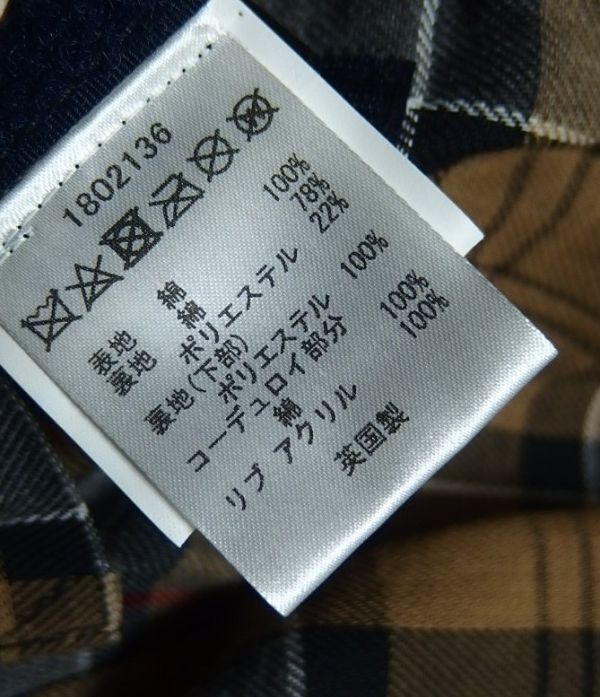 1802136
表地 綿 100%
裏地 綿 78%
ポリエステル 22%
裏地(下部)
ポリエステル 100%
コーデュロイ部分
綿 100%
リブ アクリル 100%
英国製